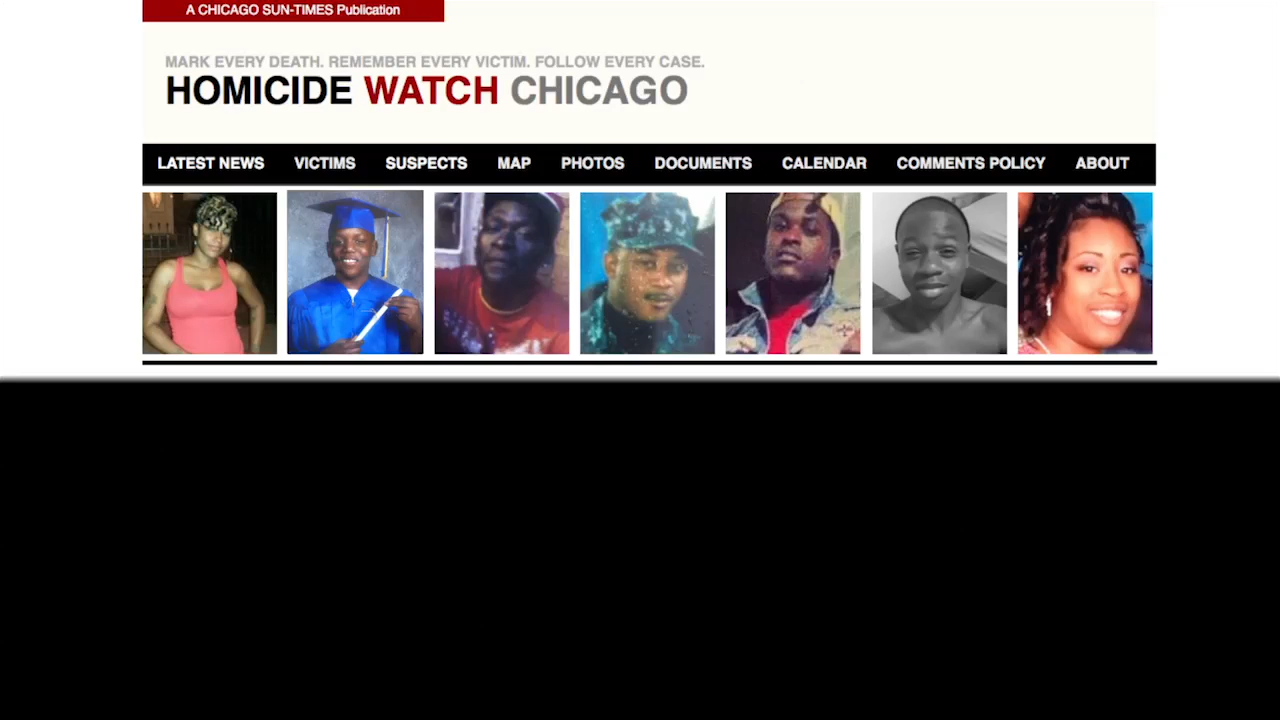 A CHICAGO SUN-TIMES Publication
MARK EVERY DEATH. REMEMBER EVERY VICTIM. FOLLOW EVERY CASE.
HOMICIDE WATCH CHICAGO
LATEST NEWS VICTIMS SUSPECTS MAP PHOTOS DOCUMENTS CALENDAR COMMENTS POLICY ABOUT